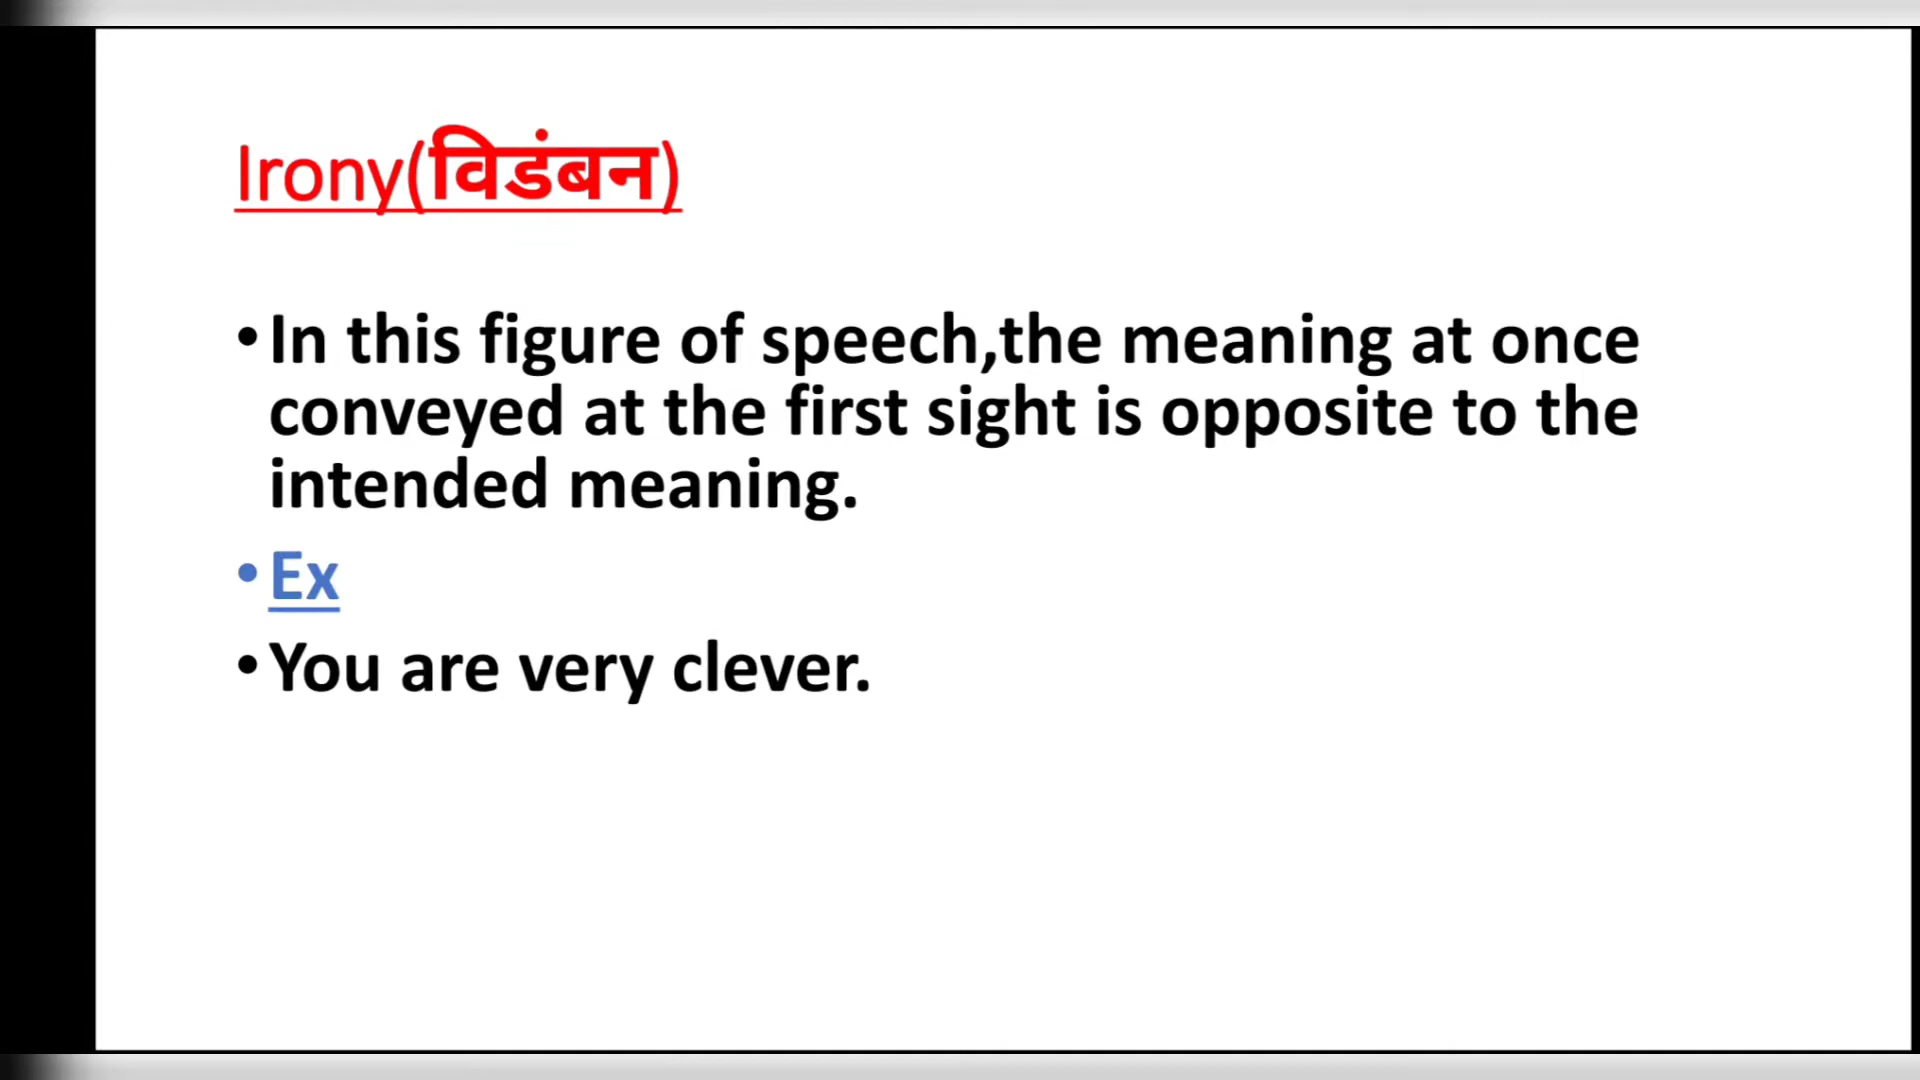 Irony(विडंबन)
•In this figure of speech,the meaning at once
conveyed at the first sight is opposite to the
intended meaning.
•Ex
•You are very clever.